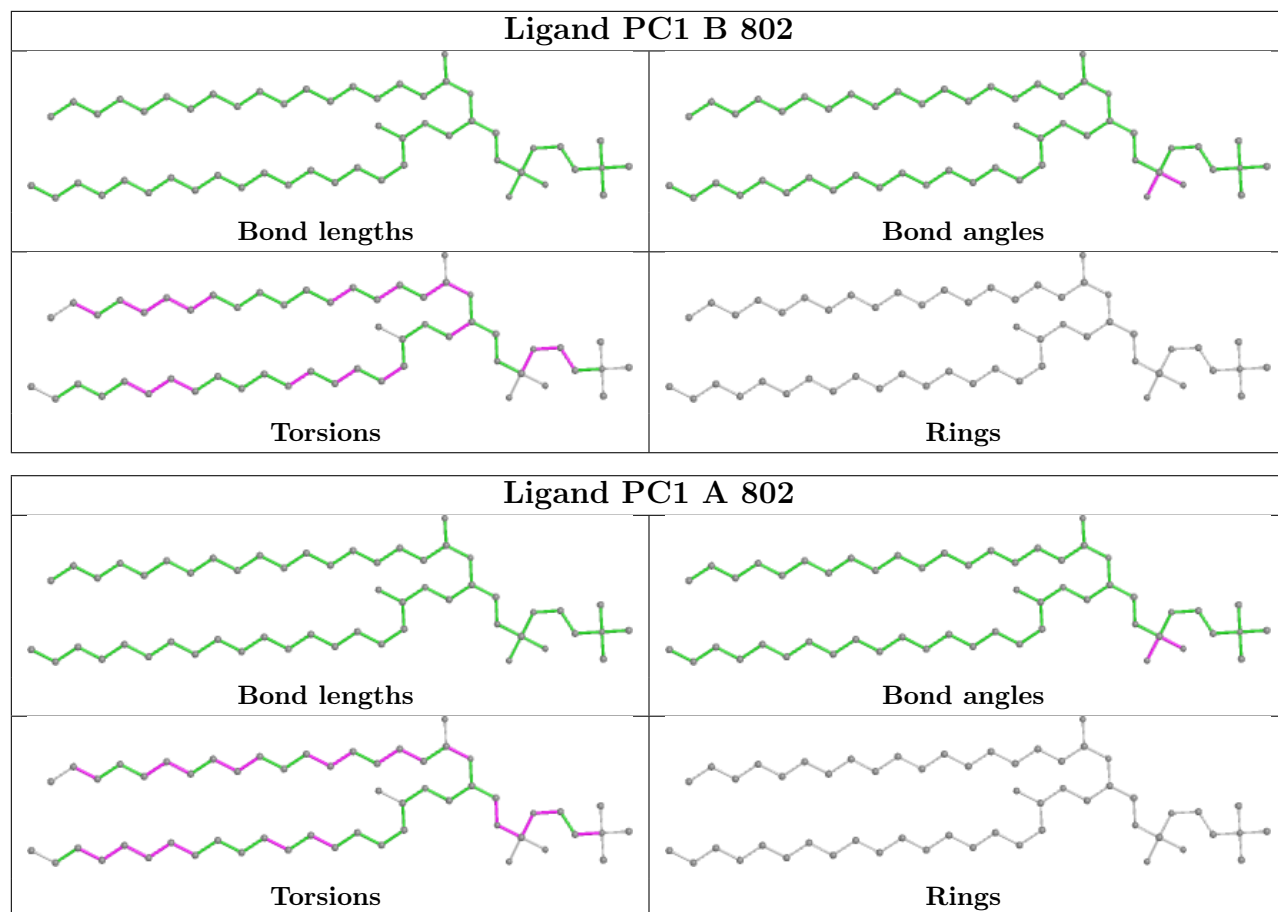 Ligand PC1 B 802
Bond lengths
Bond angles
Torsions
Rings
Ligand PC1 A 802
Bond lengths
Bond angles
Torsions
Rings